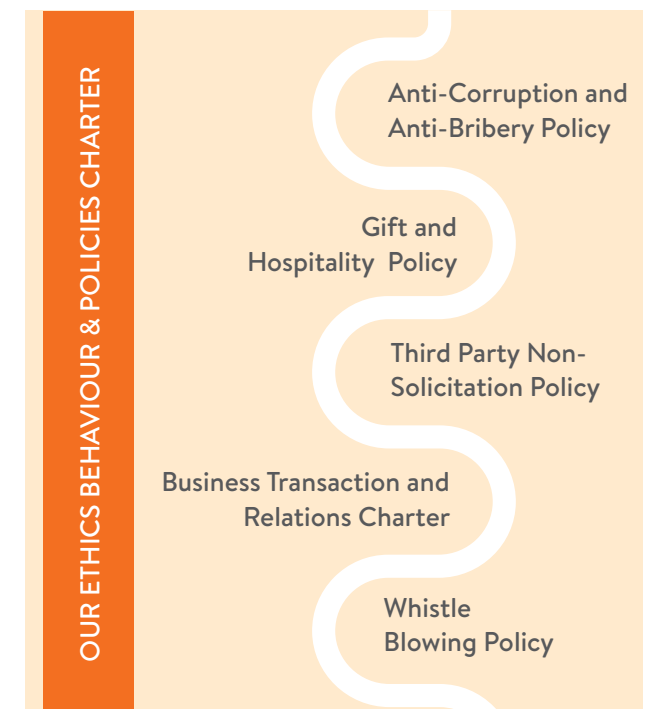 OUR ETHICS BEHAVIOUR & POLICIES CHARTER
Anti-Corruption and
Anti-Bribery Policy
Gift and
Hospitality Policy
Third Party Non-
Solicitation Policy
Business Transaction and
Relations Charter
Whistle
Blowing Policy